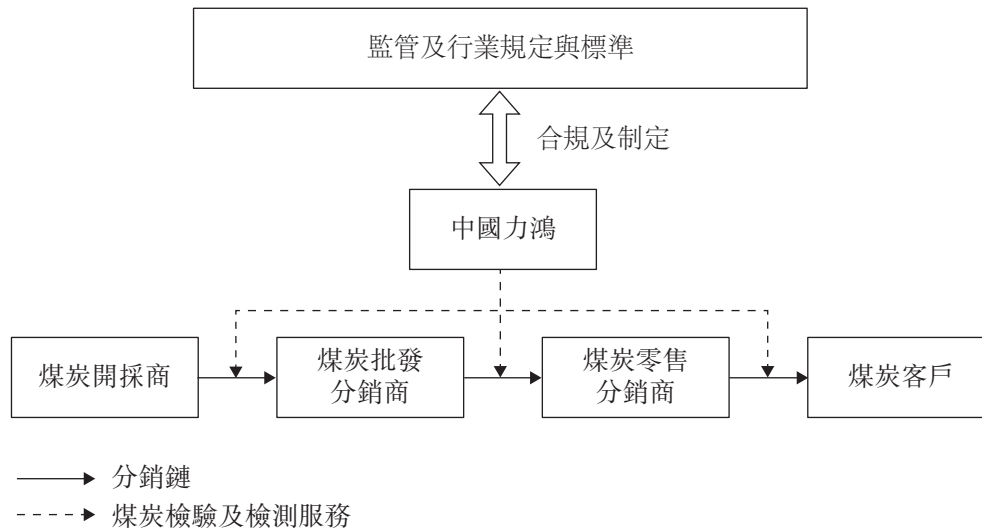 監管及行業規定與標準
合規及制定
中國力鴻
煤炭開採商
煤炭批發
分銷商
煤炭零售
分銷商
煤炭客戶
分銷鏈
煤炭檢驗及檢測服務